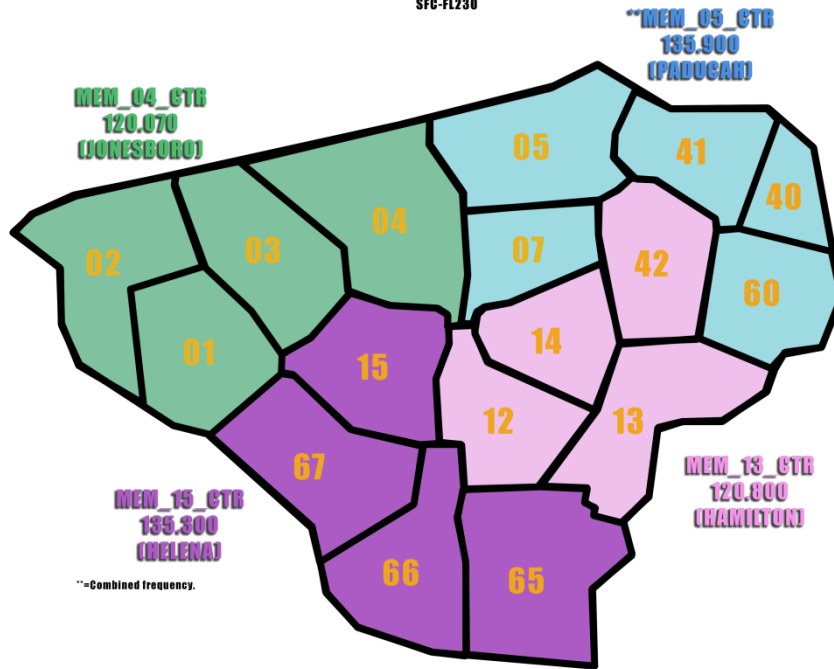 SFC-FL230
**MEM_05_CTR
135.900
(PADUCAH)
MEM_04_CTR
120.070
(JONESBORO)
05
41
40
04
03
02
07
42
60
01
15
14
12
13
67
MEM_13_CTR
120.800
(HAMILTON)
MEM_15_CTR
135.300
(HELENA)
66
65
**=Combined frequency.